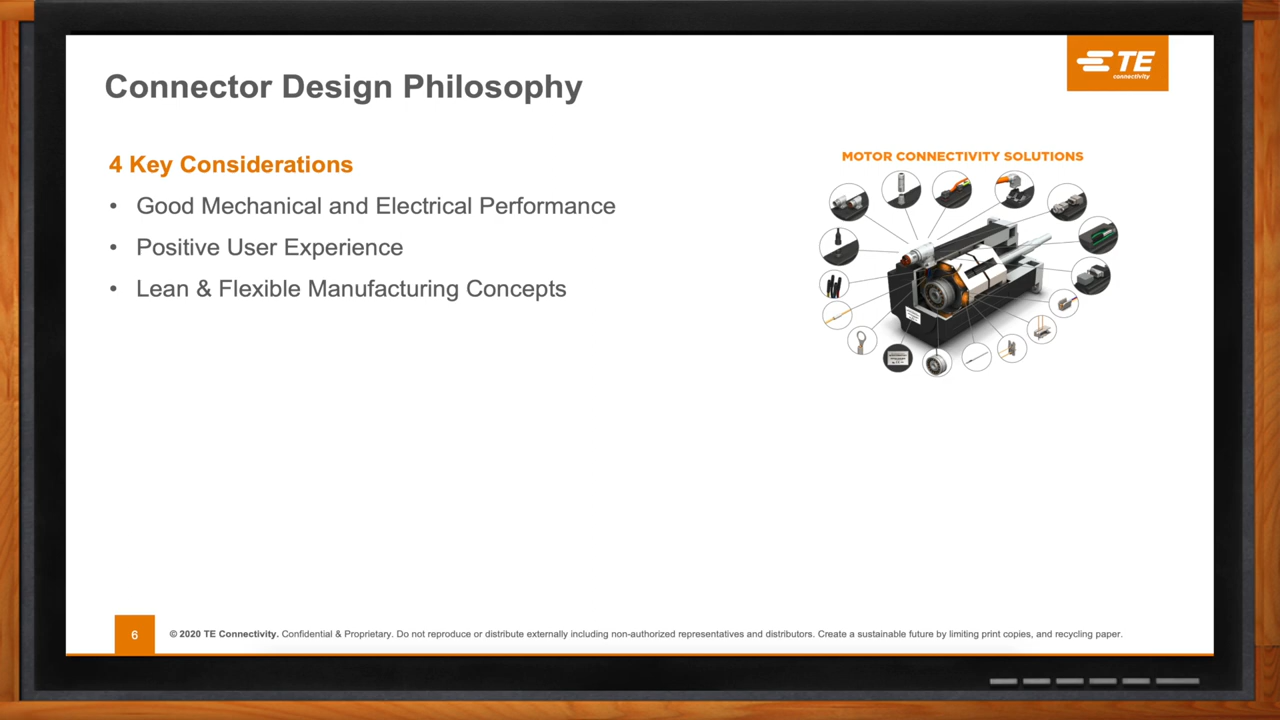 Connector Design Philosophy
TE
connectivity
4 Key Considerations
• Good Mechanical and Electrical Performance
• Positive User Experience
• Lean & Flexible Manufacturing Concepts
MOTOR CONNECTIVITY SOLUTIONS
6
© 2020 TE Connectivity. Confidential & Proprietary. Do not reproduce or distribute externally including non-authorized representatives and distributors. Create a sustainable future by limiting print copies, and recycling paper.